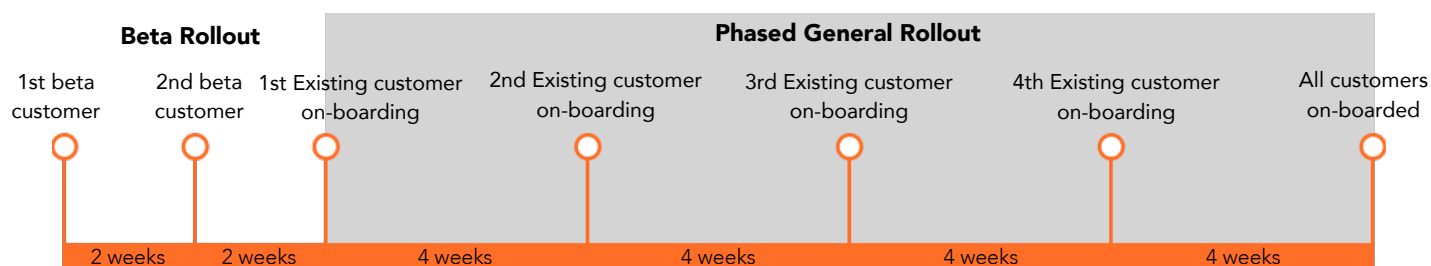 Beta Rollout
Phased General Rollout
1st beta
customer
2nd beta
customer
1st Existing customer
on-boarding
2nd Existing customer
on-boarding
3rd Existing customer
on-boarding
4th Existing customer
on-boarding
All customers
on-boarded
2 weeks
2 weeks
4 weeks
4 weeks
4 weeks
4 weeks